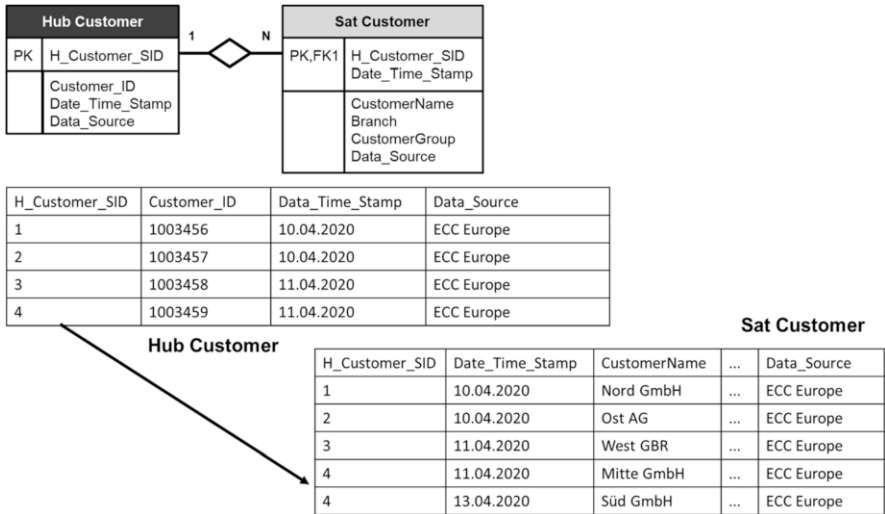 Hub Customer
PK H_Customer_SID
Customer_ID
Date_Time_Stamp
Data_Source
1 N
Sat Customer
PK,FK1 H_Customer_SID
Date_Time_Stamp
CustomerName
Branch
CustomerGroup
Data_Source
H_Customer_SID Customer_ID Data_Time_Stamp Data_Source
1 1003456 10.04.2020 ECC Europe
2 1003457 10.04.2020 ECC Europe
3 1003458 11.04.2020 ECC Europe
4 1003459 11.04.2020 ECC Europe
Hub Customer
Sat Customer
H_Customer_SID Date_Time_Stamp CustomerName ... Data_Source
1 10.04.2020 Nord GmbH ... ECC Europe
2 10.04.2020 Ost AG ... ECC Europe
3 11.04.2020 West GBR ... ECC Europe
4 11.04.2020 Mitte GmbH ... ECC Europe
4 13.04.2020 Süd GmbH ... ECC Europe